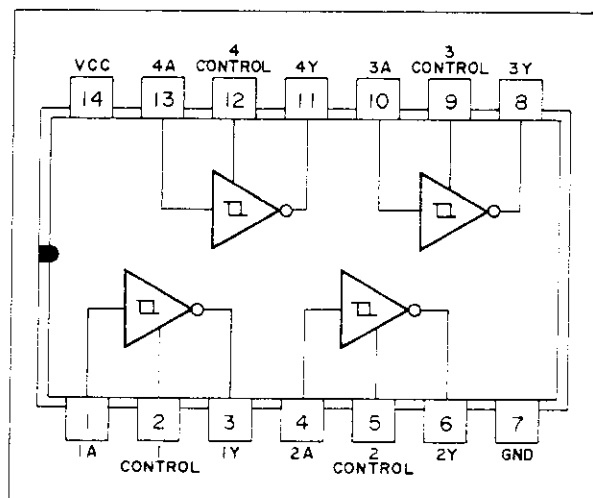 4 3
VCC 4A CONTROL 4Y 3A CONTROL 3Y
14 13 12 11 10 9 8
1 2 3 4 5 6 7
1A 1 1Y 2A 2 2Y GND
CONTROL CONTROL